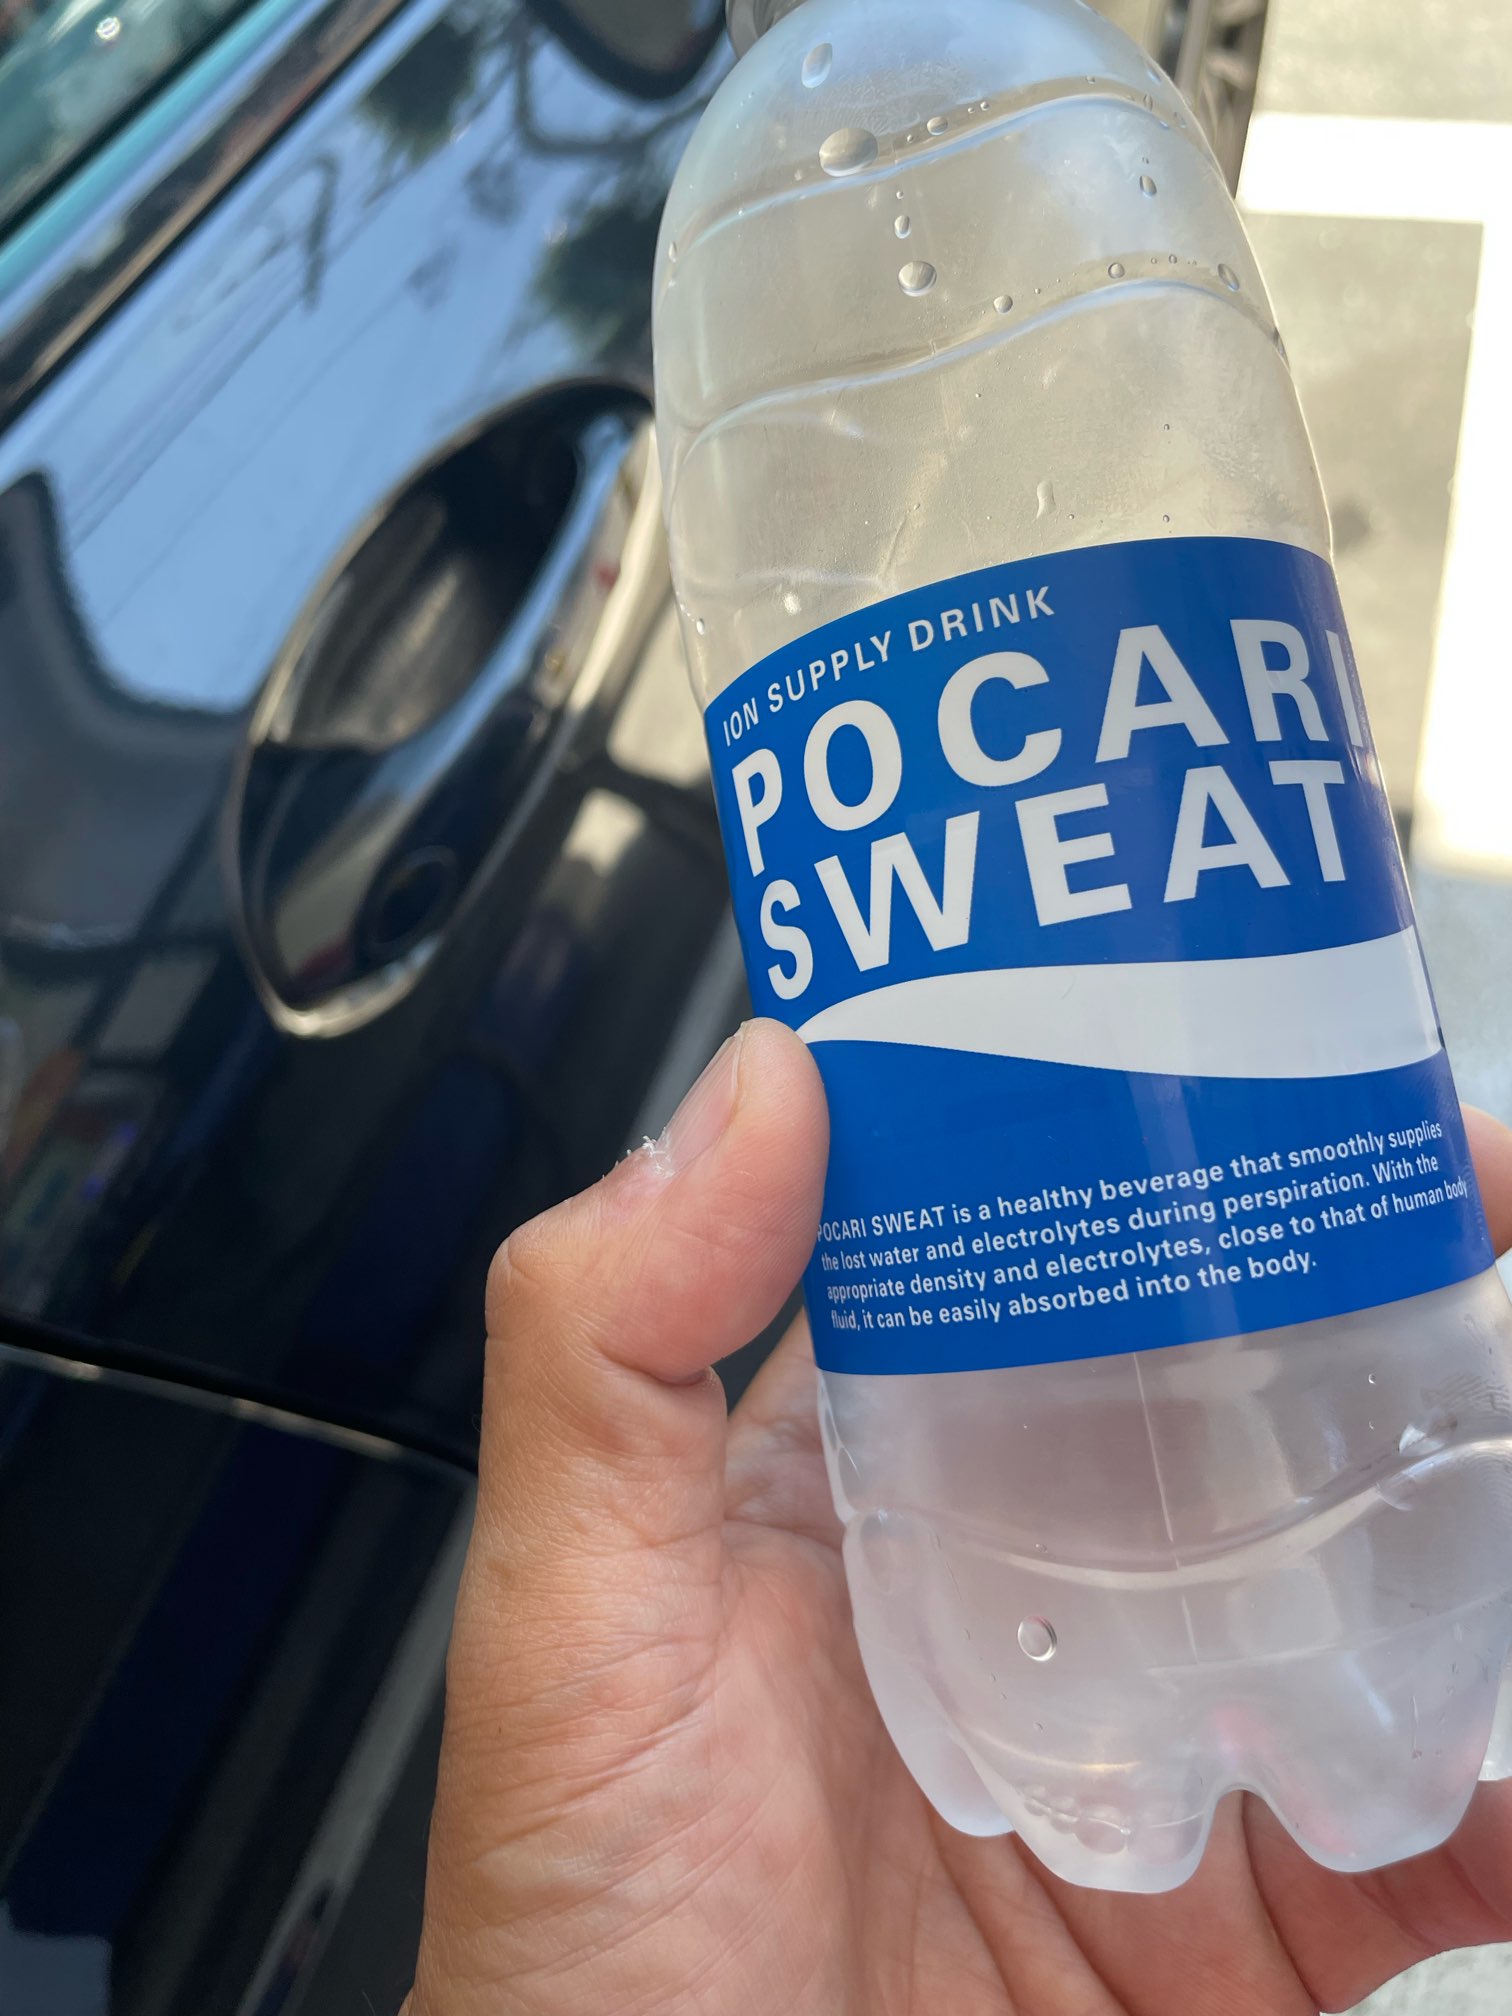 ION SUPPLY DRINK
POCARI
SWEAT
POCARI SWEAT is a healthy beverage that smoothly supplies
the lost water and electrolytes during perspiration. With the
appropriate density and electrolytes, close to that of human body
fluid, it can be easily absorbed into the body.